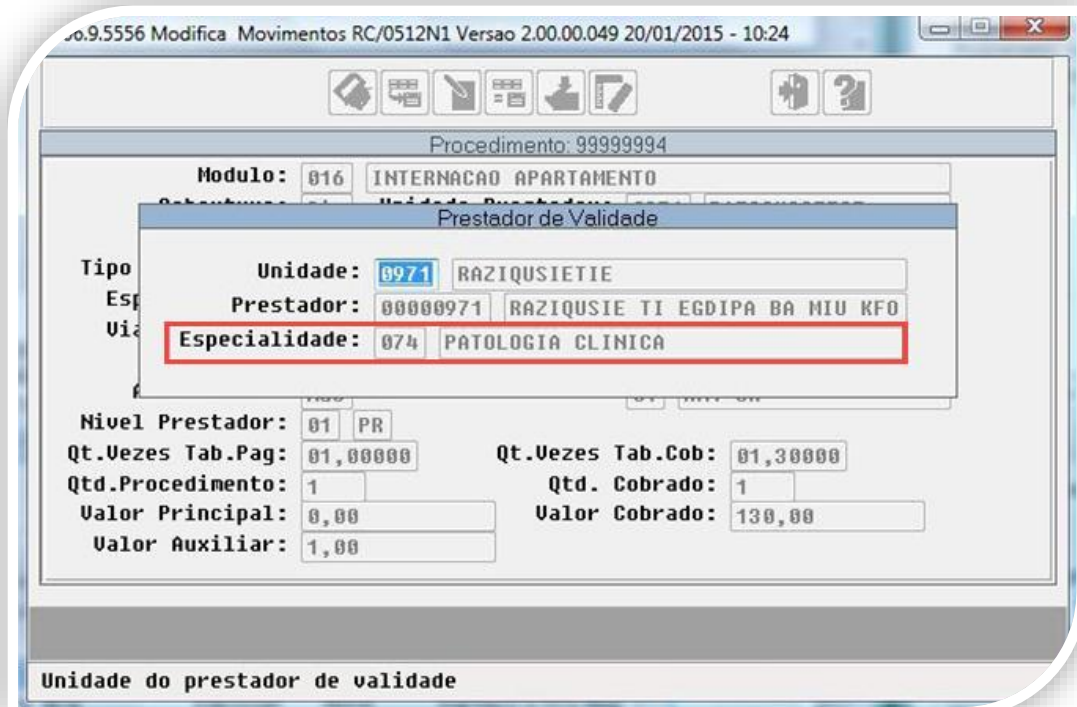 .9.5556 Modifica Movimentos RC/0512N1 Versao 2.00.00.049 20/01/2015 - 10:24
Procedimento: 99999994
Modulo: 016 INTERNACAO APARTAMENTO
Prestador de Validade
Tipo
Unidade: 0971 RAZIQUSIETIE
Esp
Prestador: 00000971 RAZIQUSIE TI EGDIPA BA MIU KFO
Via
Especialidade: 074 PATOLOGIA CLINICA
Nivel Prestador: 01 PR
Qt.Vezes Tab.Pag: 01,00000 Qt.Vezes Tab.Cob: 01,30000
Qtd.Procedimento: 1 Qtd. Cobrado: 1
Valor Principal: 0,00 Valor Cobrado: 130,00
Valor Auxiliar: 1,00
Unidade do prestador de validade